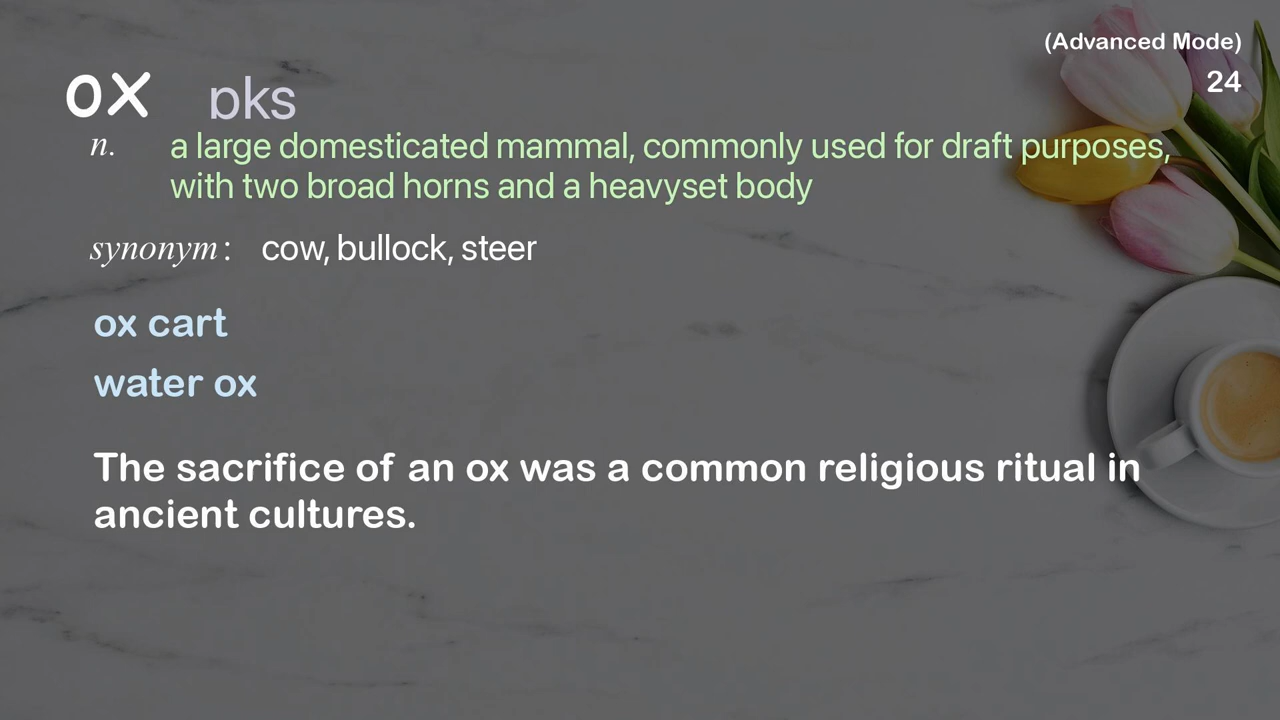 (Advanced Mode)
24
ox ɒks
n. a large domesticated mammal, commonly used for draft purposes,
with two broad horns and a heavyset body
synonym: cow, bullock, steer
ox cart
water ox
The sacrifice of an ox was a common religious ritual in
ancient cultures.